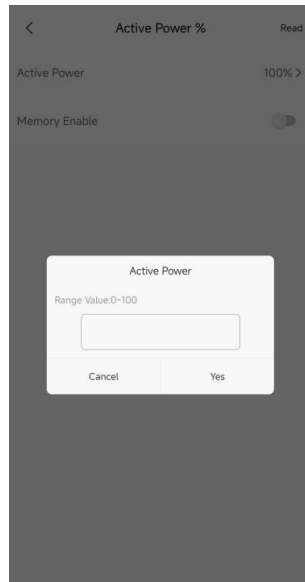 Active Power % Read
Active Power 100%
Memory Enable
Active Power
Range Value:0-100
Cancel Yes